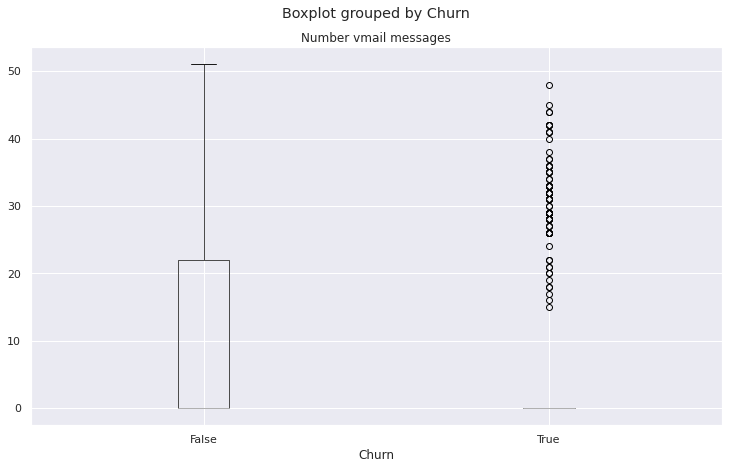 Boxplot grouped by Churn
Number vmail messages
50
40
30
20
10
0
False
True
Churn